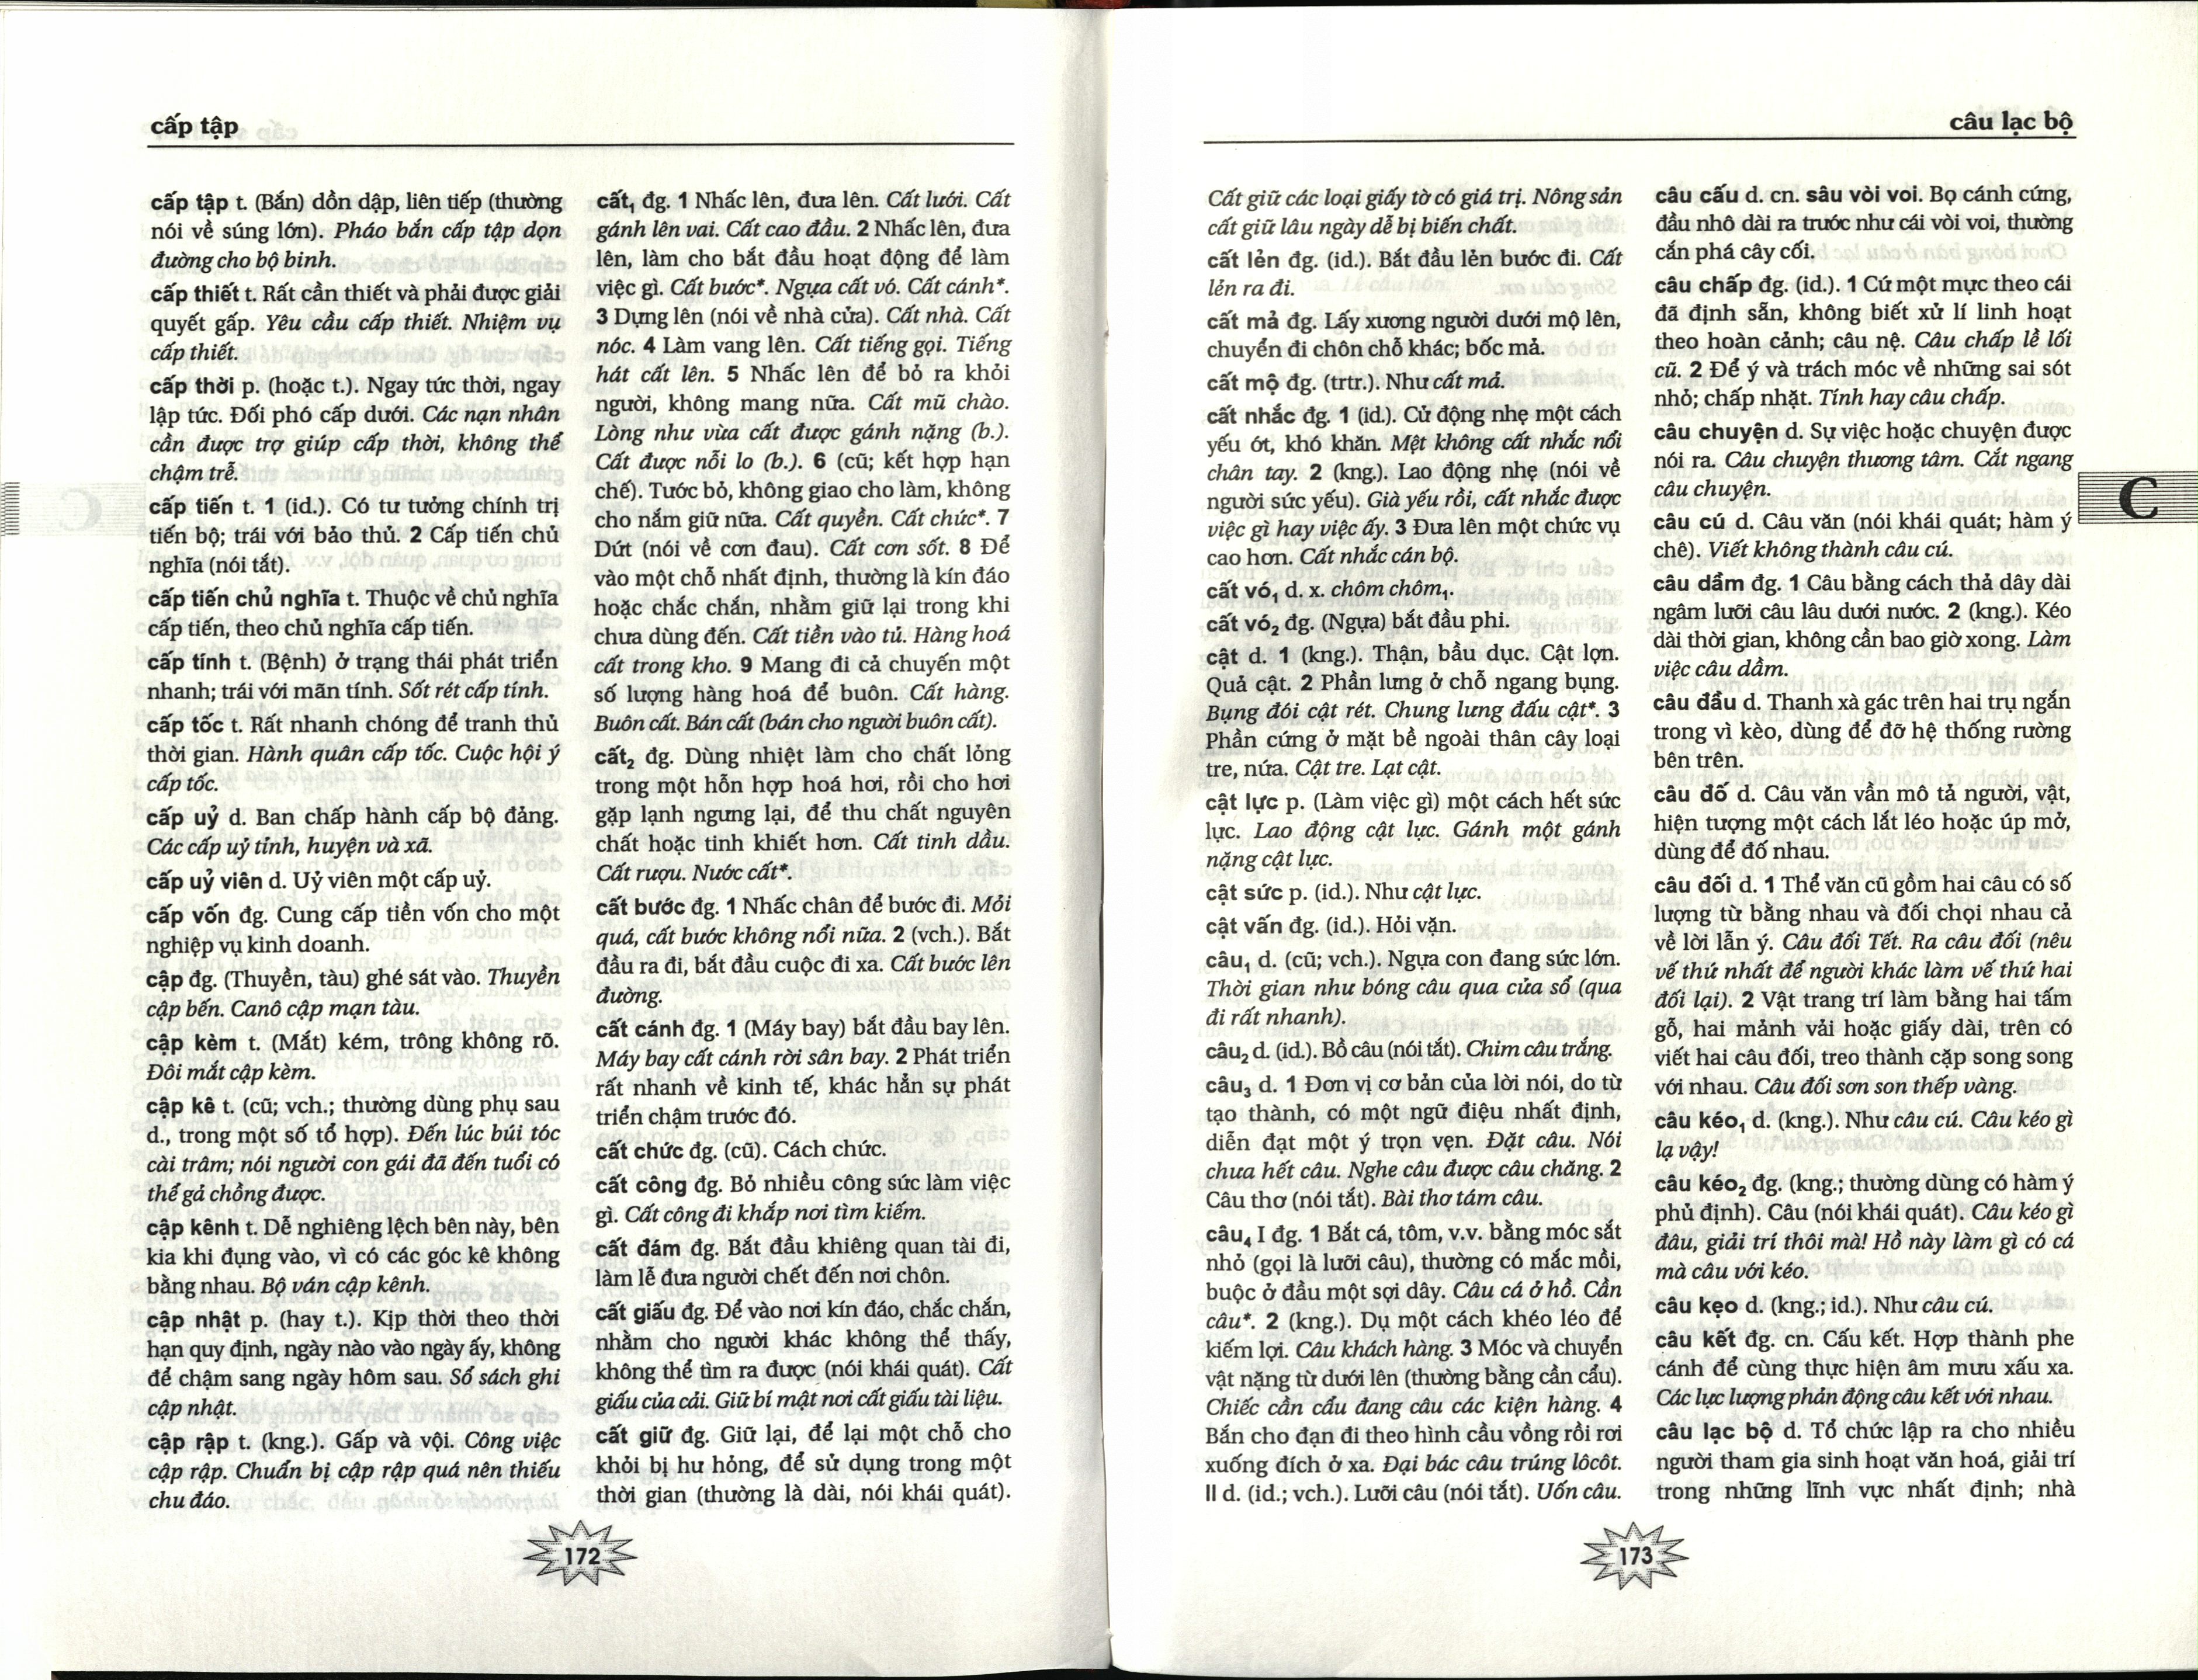 cấp tập
cấp tập t. (Bắn) dồn dập, liên tiếp (thường
nói về súng lớn). Pháo bắn cấp tập dọn
đường cho bộ binh.
cấp thiết t. Rất cần thiết và phải được giải
quyết gấp. Yêu cầu cấp thiết. Nhiệm vụ
cấp thiết.
cấp thời p. (hoặc t.). Ngay tức thời, ngay
lập tức. Đối phó cấp dưới. Các nạn nhân
cần được trợ giúp cấp thời, không thể
chậm trễ.
cấp tiến t. 1 (id.). Có tư tưởng chính trị
tiến bộ; trái với bảo thủ. 2 Cấp tiến chủ
nghĩa (nói tắt).
cấp tiến chủ nghĩa t. Thuộc về chủ nghĩa
cấp tiến, theo chủ nghĩa cấp tiến.
cấp tính t. (Bệnh) ở trạng thái phát triển
nhanh; trái với mãn tính. Sốt rét cấp tính.
cấp tốc t. Rất nhanh chóng để tranh thủ
thời gian. Hành quân cấp tốc. Cuộc hội ý
cấp tốc.
cấp uỷ d. Ban chấp hành cấp bộ đảng.
Các cấp uỷ tỉnh, huyện và xã.
cấp uỷ viên d. Uỷ viên một cấp uỷ.
cấp vốn đg. Cung cấp tiền vốn cho một
nghiệp vụ kinh doanh.
cập đg. (Thuyền, tàu) ghé sát vào. Thuyền
cập bến. Canô cập mạn tàu.
cập kèm t. (Mắt) kém, trông không rõ.
Đôi mắt cập kèm.
cập kê t. (cũ; vch.; thường dùng phụ sau
d., trong một số tổ hợp). Đến lúc búi tóc
cài trâm; nói người con gái đã đến tuổi có
thể gả chồng được.
cập kênh t. Dễ nghiêng lệch bên này, bên
kia khi đụng vào, vì có các góc kê không
bằng nhau. Bộ ván cập kênh.
cập nhật p. (hay t.). Kịp thời theo thời
hạn quy định, ngày nào vào ngày ấy, không
để chậm sang ngày hôm sau. Sổ sách ghi
cập nhật.
cập rập t. (kng.). Gấp và vội. Công việc
cập rập. Chuẩn bị cập rập quá nên thiếu
chu đáo.
cất₁ đg. 1 Nhấc lên, đưa lên. Cất lưới. Cất
gánh lên vai. Cất cao đầu. 2 Nhấc lên, đưa
lên, làm cho bắt đầu hoạt động để làm
việc gì. Cất bước*. Ngựa cất vó. Cất cánh*.
3 Dựng lên (nói về nhà cửa). Cất nhà. Cất
nóc. 4 Làm vang lên. Cất tiếng gọi. Tiếng
hát cất lên. 5 Nhấc lên để bỏ ra khỏi
người, không mang nữa. Cất mũ chào.
Lòng như vừa cất được gánh nặng (b.).
Cất được nỗi lo (b.). 6 (cũ; kết hợp hạn
chế). Tước bỏ, không giao cho làm, không
cho nắm giữ nữa. Cất quyền. Cất chức*. 7
Dứt (nói về cơn đau). Cất cơn sốt. 8 Để
vào một chỗ nhất định, thường là kín đáo
hoặc chắc chắn, nhằm giữ lại trong khi
chưa dùng đến. Cất tiền vào tủ. Hàng hoá
cất trong kho. 9 Mang đi cả chuyến một
số lượng hàng hoá để buôn. Cất hàng.
Buôn cất. Bán cất (bán cho người buôn cất).
cất₂ đg. Dùng nhiệt làm cho chất lỏng
trong một hỗn hợp hoá hơi, rồi cho hơi
gặp lạnh ngưng lại, để thu chất nguyên
chất hoặc tinh khiết hơn. Cất tinh dầu.
Cất rượu. Nước cất*.
cất bước đg. 1 Nhấc chân để bước đi. Mỏi
quá, cất bước không nổi nữa. 2 (vch.). Bắt
đầu ra đi, bắt đầu cuộc đi xa. Cất bước lên
đường.
cất cánh đg. 1 (Máy bay) bắt đầu bay lên.
Máy bay cất cánh rời sân bay. 2 Phát triển
rất nhanh về kinh tế, khác hẳn sự phát
triển chậm trước đó.
cất chức đg. (cũ). Cách chức.
cất công đg. Bỏ nhiều công sức làm việc
gì. Cất công đi khắp nơi tìm kiếm.
cất đám đg. Bắt đầu khiêng quan tài đi,
làm lễ đưa người chết đến nơi chôn.
cất giấu đg. Để vào nơi kín đáo, chắc chắn,
nhằm cho người khác không thể thấy,
không thể tìm ra được (nói khái quát). Cất
giấu của cải. Giữ bí mật nơi cất giấu tài liệu.
cất giữ đg. Giữ lại, để lại một chỗ cho
khỏi bị hư hỏng, để sử dụng trong một
thời gian (thường là dài, nói khái quát).
172
câu lạc bộ
Cất giữ các loại giấy tờ có giá trị. Nông sản
cất giữ lâu ngày dễ bị biến chất.
cất lẻn đg. (id.). Bắt đầu lẻn bước đi. Cất
lẻn ra đi.
cất mả đg. Lấy xương người dưới mộ lên,
chuyển đi chôn chỗ khác; bốc mả.
cất mộ đg. (trtr.). Như cất mả.
cất nhắc đg. 1 (id.). Cử động nhẹ một cách
yếu ớt, khó khăn. Mệt không cất nhắc nổi
chân tay. 2 (kng.). Lao động nhẹ (nói về
người sức yếu). Già yếu rồi, cất nhắc được
việc gì hay việc ấy. 3 Đưa lên một chức vụ
cao hơn. Cất nhắc cán bộ.
cất vó₁ d. x. chôm chôm₁.
cất vó₂ đg. (Ngựa) bắt đầu phi.
cật d. 1 (kng.). Thận, bầu dục. Cật lợn.
Quả cật. 2 Phần lưng ở chỗ ngang bụng.
Bụng đói cật rét. Chung lưng đấu cật*. 3
Phần cứng ở mặt bề ngoài thân cây loại
tre, nứa. Cật tre. Lạt cật.
cật lực p. (Làm việc gì) một cách hết sức
lực. Lao động cật lực. Gánh một gánh
nặng cật lực.
cật sức p. (id.). Như cật lực.
cật vấn đg. (id.). Hỏi vặn.
câu₁ d. (cũ; vch.). Ngựa con đang sức lớn.
Thời gian như bóng câu qua cửa sổ (qua
đi rất nhanh).
câu₂ d. (id.). Bồ câu (nói tắt). Chim câu trắng.
câu₃ d. 1 Đơn vị cơ bản của lời nói, do từ
tạo thành, có một ngữ điệu nhất định,
diễn đạt một ý trọn vẹn. Đặt câu. Nói
chưa hết câu. Nghe câu được câu chăng. 2
Câu thơ (nói tắt). Bài thơ tám câu.
câu₄ I đg. 1 Bắt cá, tôm, v.v. bằng móc sắt
nhỏ (gọi là lưỡi câu), thường có mắc mồi,
buộc ở đầu một sợi dây. Câu cá ở hồ. Cần
câu*. 2 (kng.). Dụ một cách khéo léo để
kiếm lợi. Câu khách hàng. 3 Móc và chuyển
vật nặng từ dưới lên (thường bằng cần cẩu).
Chiếc cần cẩu đang câu các kiện hàng. 4
Bắn cho đạn đi theo hình cầu vồng rồi rơi
xuống đích ở xa. Đại bác câu trúng lôcôt.
II d. (id.; vch.). Lưỡi câu (nói tắt). Uốn câu.
câu cấu d. cn. sâu vòi voi. Bọ cánh cứng,
đầu nhô dài ra trước như cái vòi voi, thường
cắn phá cây cối.
câu chấp đg. (id.). 1 Cứ một mực theo cái
đã định sẵn, không biết xử lí linh hoạt
theo hoàn cảnh; câu nệ. Câu chấp lề lối
cũ. 2 Để ý và trách móc về những sai sót
nhỏ; chấp nhặt. Tính hay câu chấp.
câu chuyện d. Sự việc hoặc chuyện được
nói ra. Câu chuyện thương tâm. Cắt ngang
câu chuyện.
câu cú d. Câu văn (nói khái quát; hàm ý
chê). Viết không thành câu cú.
câu dầm đg. 1 Câu bằng cách thả dây dài
ngâm lưỡi câu lâu dưới nước. 2 (kng.). Kéo
dài thời gian, không cần bao giờ xong. Làm
việc câu dầm.
câu đầu d. Thanh xà gác trên hai trụ ngắn
trong vì kèo, dùng để đỡ hệ thống rường
bên trên.
câu đố d. Câu văn vần mô tả người, vật,
hiện tượng một cách lắt léo hoặc úp mở,
dùng để đố nhau.
câu đối d. 1 Thể văn cũ gồm hai câu có số
lượng từ bằng nhau và đối chọi nhau cả
về lời lẫn ý. Câu đối Tết. Ra câu đối (nêu
vế thứ nhất để người khác làm vế thứ hai
đối lại). 2 Vật trang trí làm bằng hai tấm
gỗ, hai mảnh vải hoặc giấy dài, trên có
viết hai câu đối, treo thành cặp song song
với nhau. Câu đối sơn son thếp vàng.
câu kéo₁ d. (kng.). Như câu cú. Câu kéo gì
lạ vậy!
câu kéo₂ đg. (kng.; thường dùng có hàm ý
phủ định). Câu (nói khái quát). Câu kéo gì
đâu, giải trí thôi mà! Hồ này làm gì có cá
mà câu với kéo.
câu kẹo d. (kng.; id.). Như câu cú.
câu kết đg. cn. Cấu kết. Hợp thành phe
cánh để cùng thực hiện âm mưu xấu xa.
Các lực lượng phản động câu kết với nhau.
câu lạc bộ d. Tổ chức lập ra cho nhiều
người tham gia sinh hoạt văn hoá, giải trí
trong những lĩnh vực nhất định; nhà
C
173